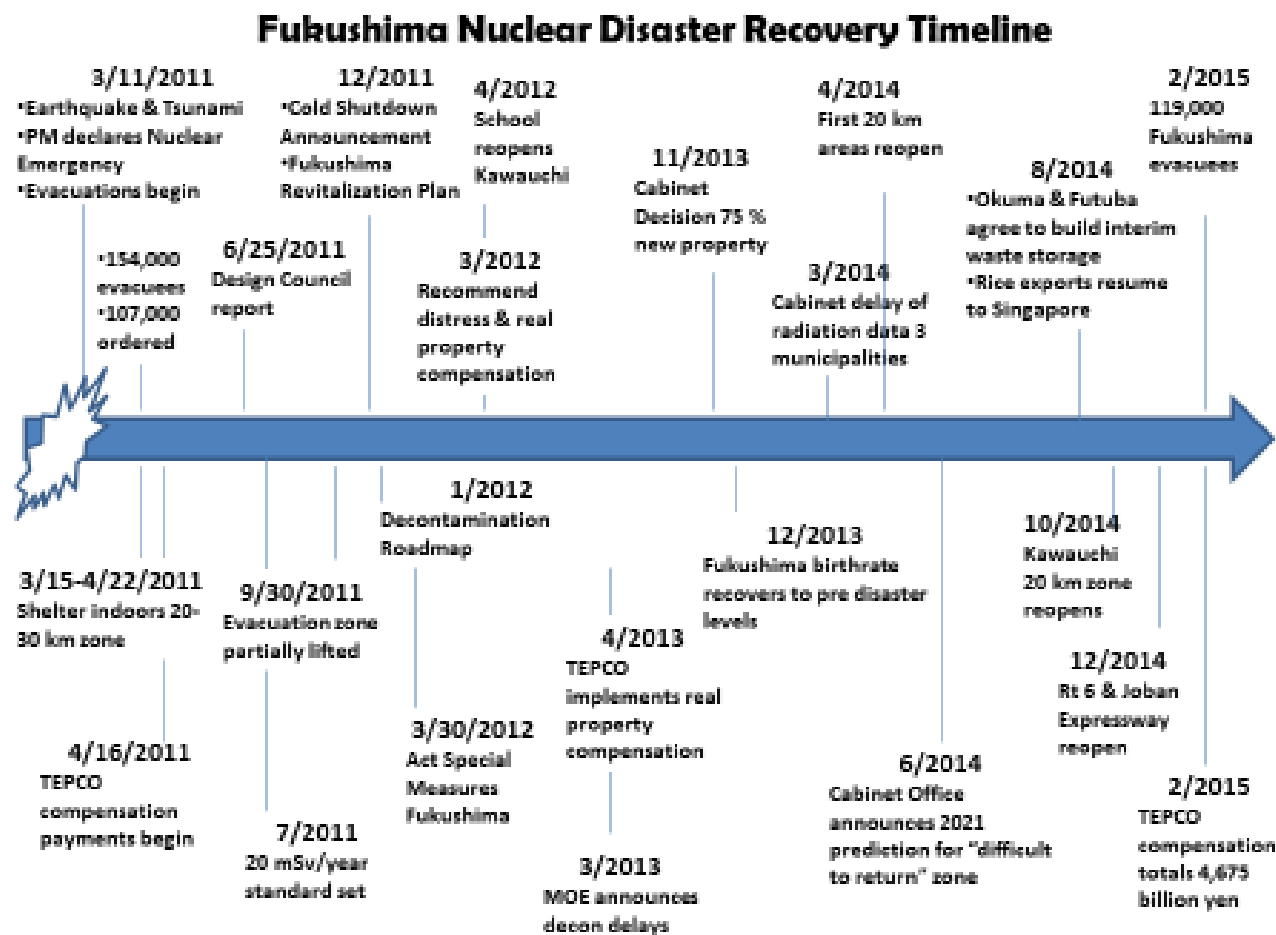 Fukushima Nuclear Disaster Recovery Timeline
3/11/2011
•Earthquake & Tsunami
•PM declares Nuclear
Emergency
•Evacuations begin
•154,000
evacuees
•107,000
ordered
6/25/2011
Design Council
report
12/2011
•Cold Shutdown
Announcement
•Fukushima
Revitalization Plan
4/2012
School
reopens
Kawauchi
3/2012
Recommend
distress & real
property
compensation
11/2013
Cabinet
Decision 75 %
new property
4/2014
First 20 km
areas reopen
3/2014
Cabinet delay of
radiation data 3
municipalities
8/2014
•Okuma & Futuba
agree to build interim
waste storage
•Rice exports resume
to Singapore
2/2015
119,000
Fukushima
evacuees
3/15-4/22/2011
Shelter indoors 20-
30 km zone
4/16/2011
TEPCO
compensation
payments begin
9/30/2011
Evacuation zone
partially lifted
7/2011
20 mSv/year
standard set
1/2012
Decontamination
Roadmap
3/30/2012
Act Special
Measures
Fukushima
4/2013
TEPCO
implements real
property
compensation
3/2013
MOE announces
decon delays
12/2013
Fukushima birthrate
recovers to pre disaster
levels
6/2014
Cabinet Office
announces 2021
prediction for "difficult
to return" zone
10/2014
Kawauchi
20 km zone
reopens
12/2014
Rt 6 & Joban
Expressway
reopen
2/2015
TEPCO
compensation
totals 4,675
billion yen